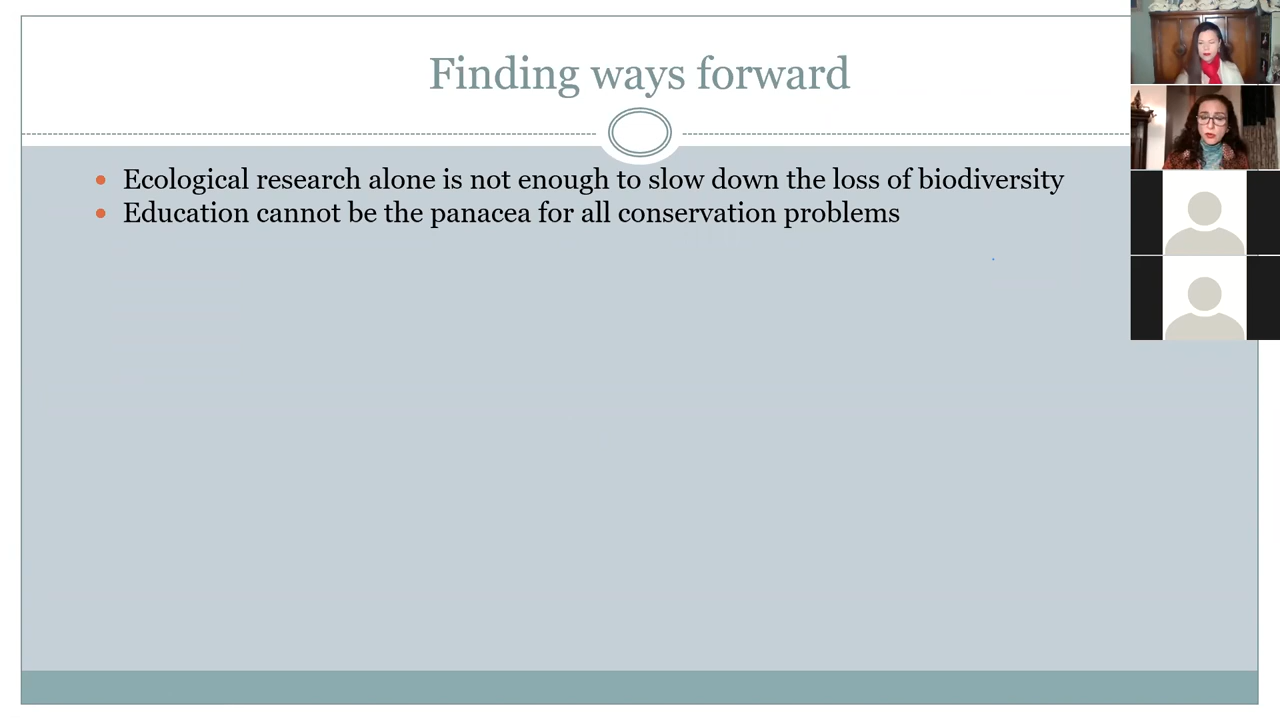 Finding ways forward
Ecological research alone is not enough to slow down the loss of biodiversity
Education cannot be the panacea for all conservation problems